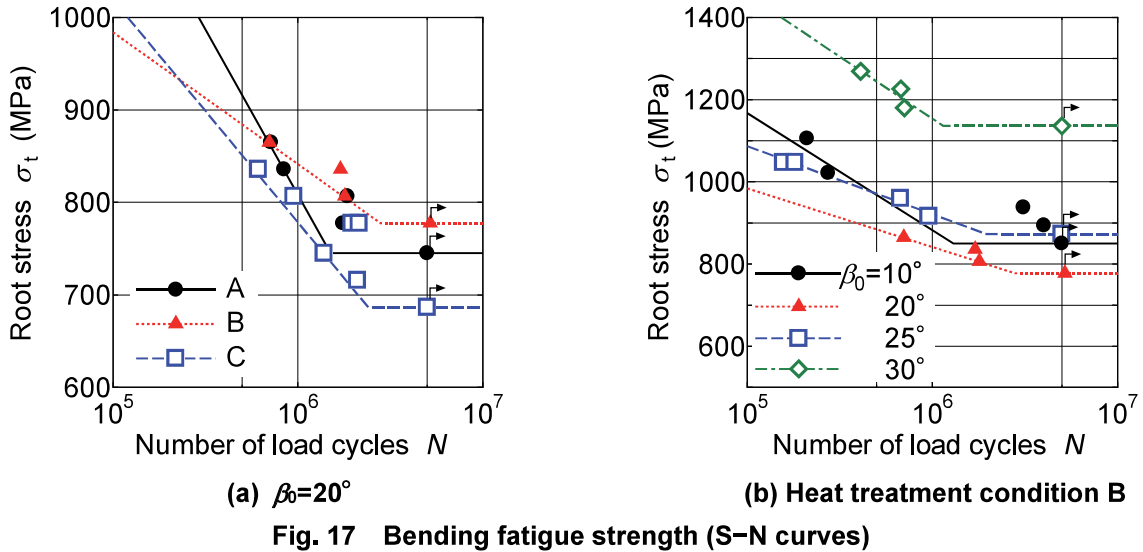 1000
900
800
700
600
Root stress σt (MPa)
A
B
C
10^5
10^6
10^7
Number of load cycles N
(a) β0=20°
1400
1200
1000
800
600
Root stress σt (MPa)
β0=10°
20°
25°
30°
10^5
10^6
10^7
Number of load cycles N
(b) Heat treatment condition B
Fig. 17 Bending fatigue strength (S−N curves)